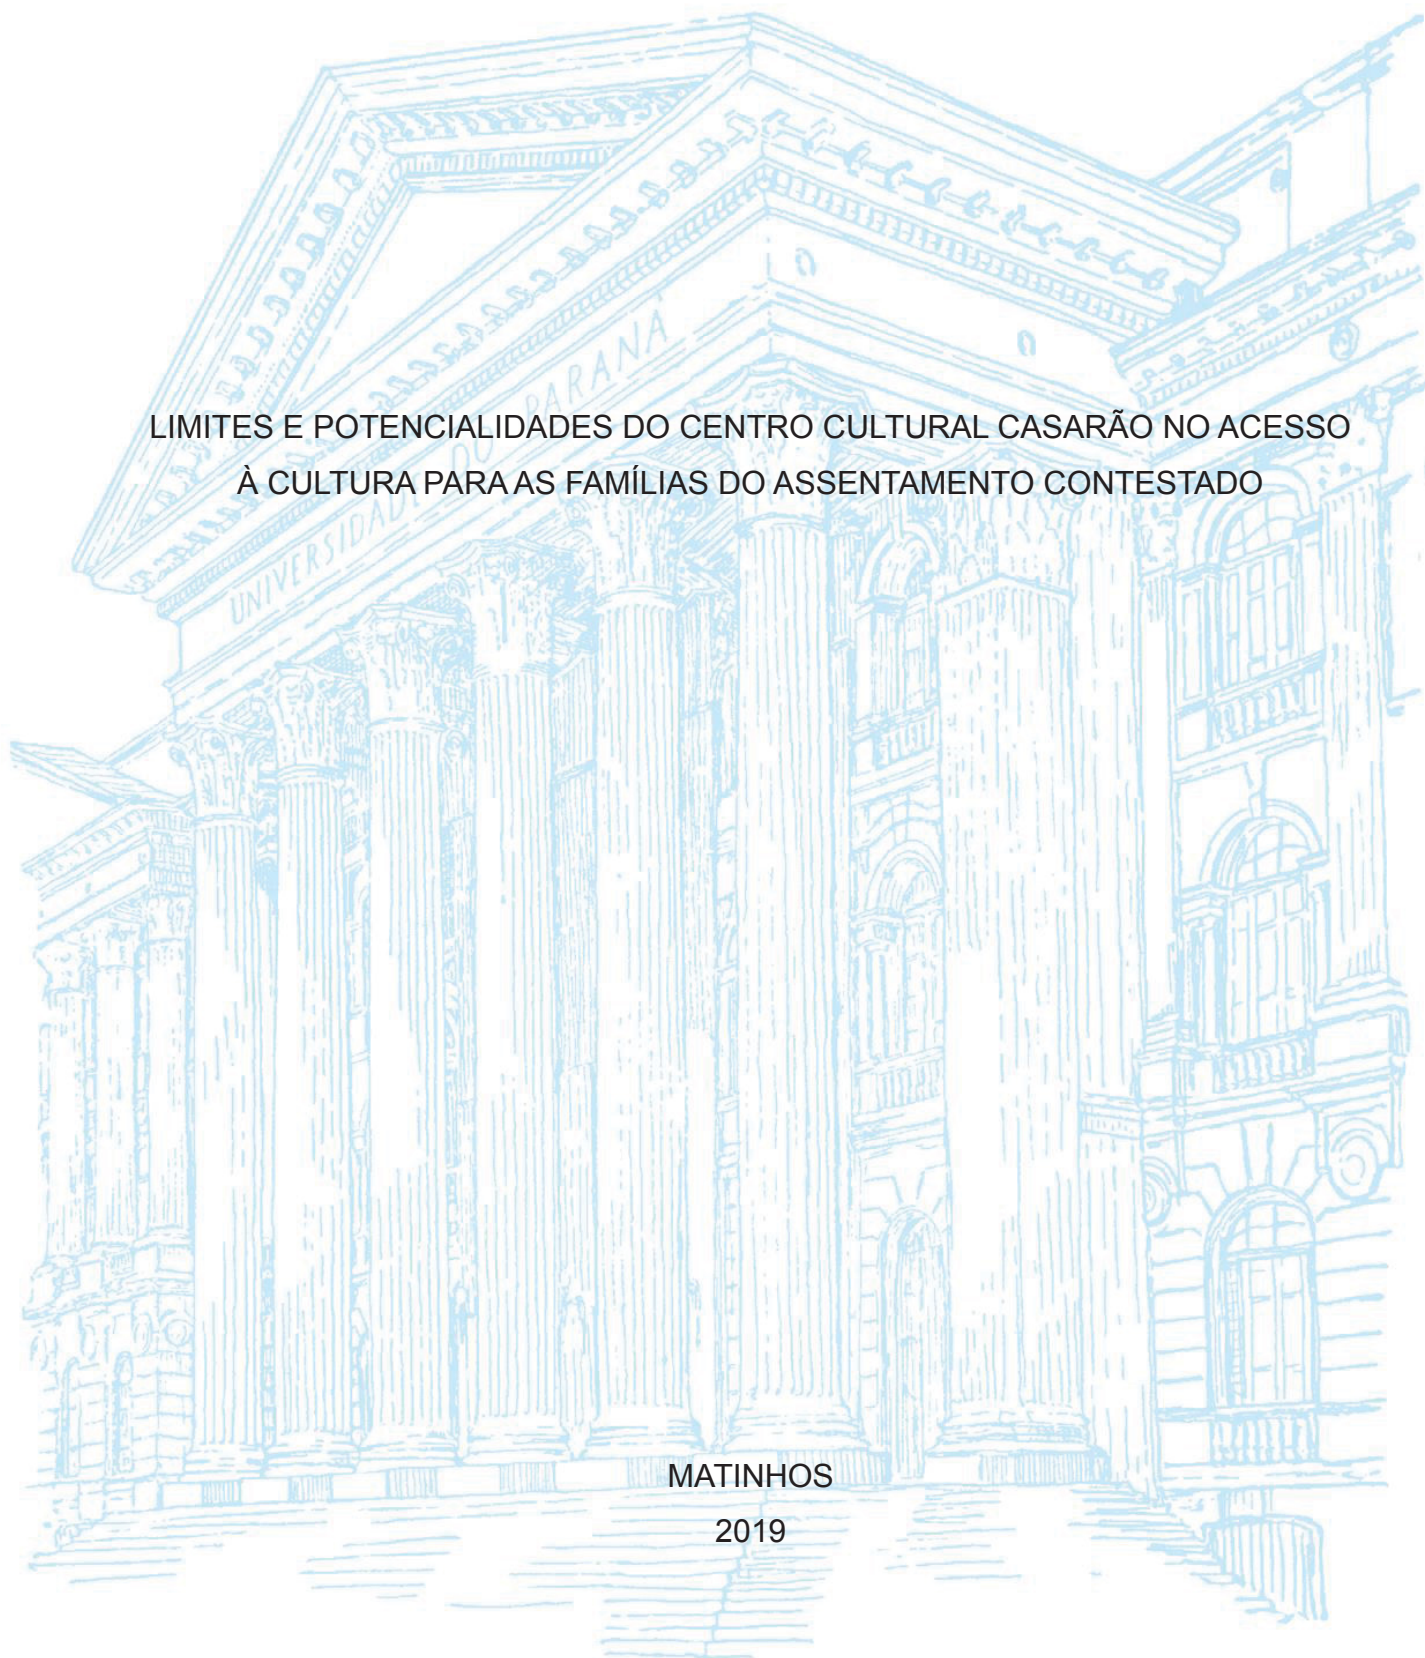 UNIVERSIDADE DO PARANÁ
LIMITES E POTENCIALIDADES DO CENTRO CULTURAL CASARÃO NO ACESSO
À CULTURA PARA AS FAMÍLIAS DO ASSENTAMENTO CONTESTADO
MATINHOS
2019